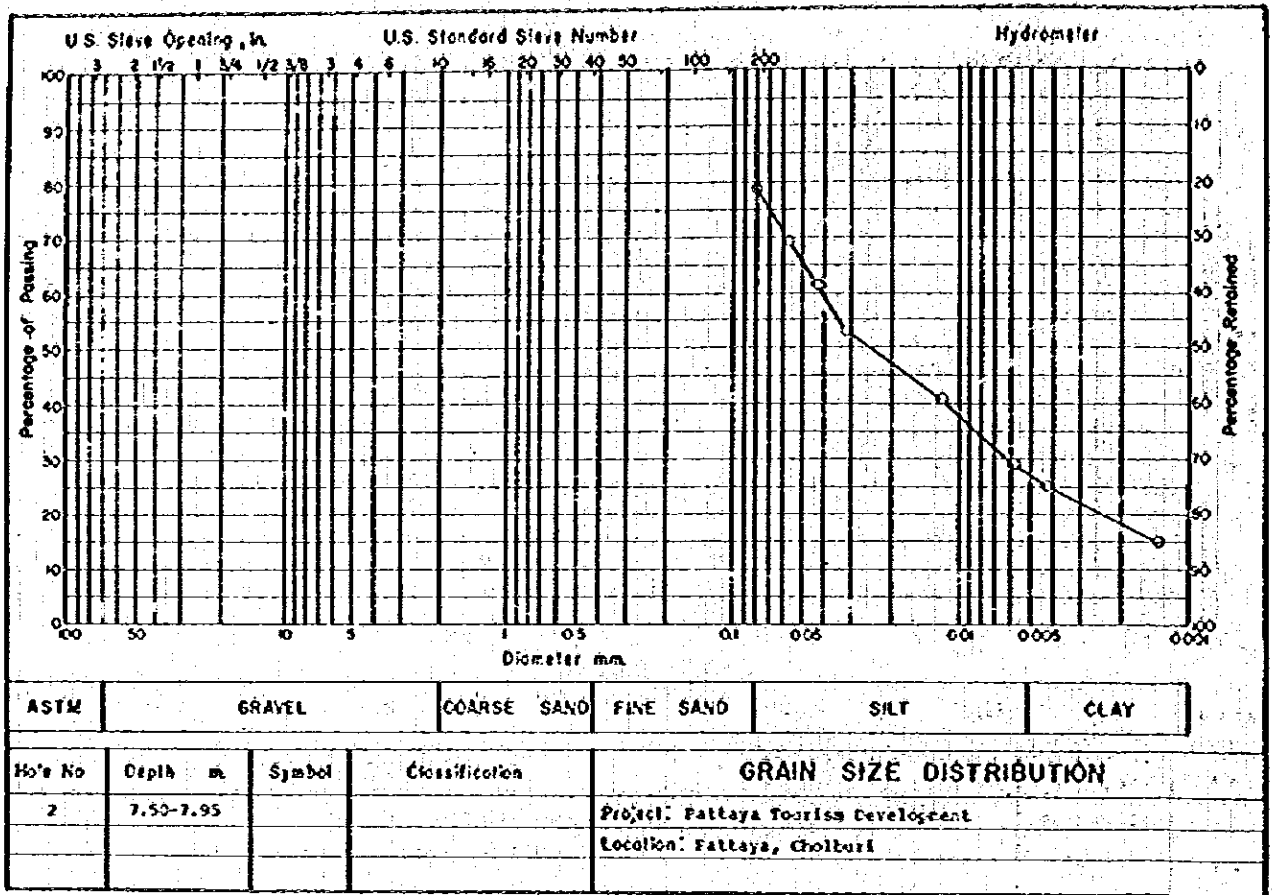 U.S. Sieve Opening, in. U.S. Standard Sieve Number Hydrometer
3 2 1½ 1 3/4 1/2 3/8 3 4 6 10 16 20 30 40 50 100 200
100 0
90 10
80 20
70 30
60 40
50 50
40 60
30 70
20 80
10 90
0 100
Percentage of Passing
Percentage Retained
100 50 10 5 1 0.5 0.1 0.05 0.01 0.005 0.001
Diameter mm.
ASTM GRAVEL COARSE SAND FINE SAND SILT CLAY
Hole No Depth m. Symbol Classification GRAIN SIZE DISTRIBUTION
2 7.50-7.95 Project: Pattaya Tourism Development
Location: Pattaya, Cholburi